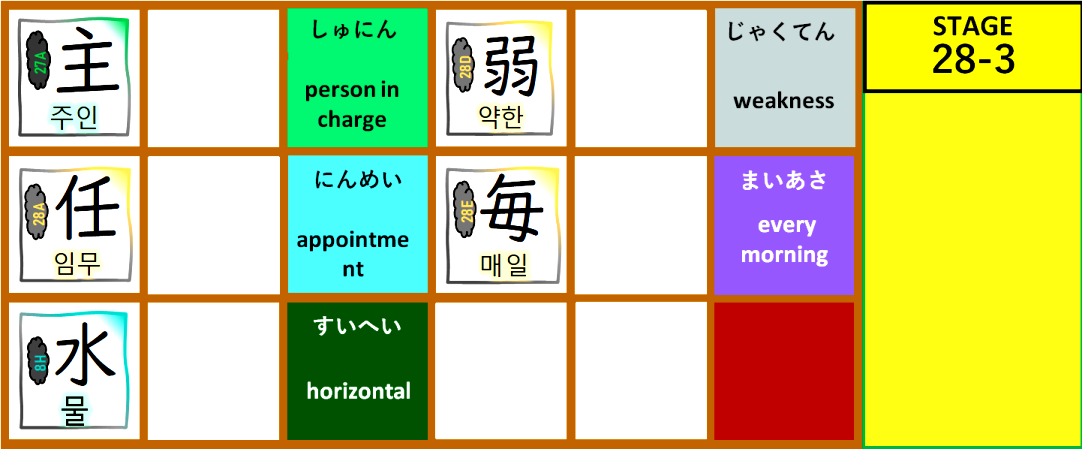 27A
主
주인
しゅにん
person in
charge
28D
弱
약한
じゃくてん
weakness
STAGE
28-3
28A
任
임무
にんめい
appointme
nt
28E
毎
매일
まいあさ
every
morning
8H
水
물
すいへい
horizontal